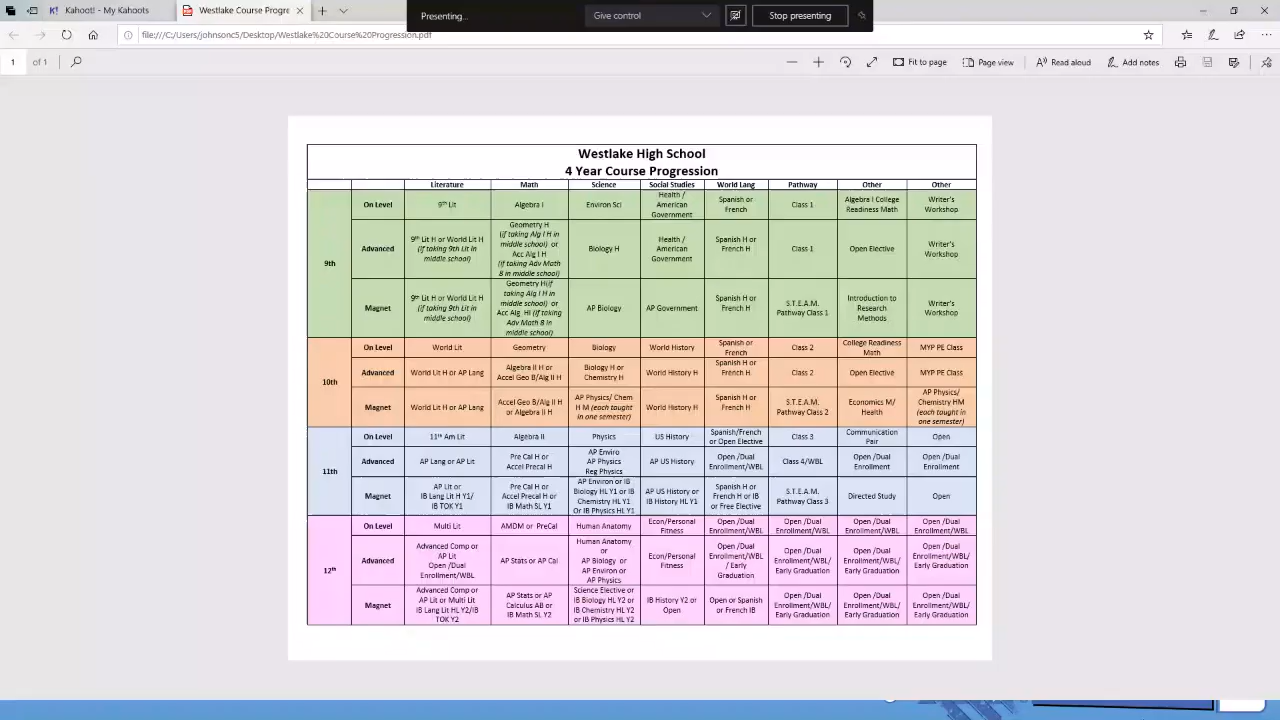 Kahoot! - My Kahoots
Westlake Course Progre
Presenting...
Give control
Stop presenting
file:///C:/Users/johnsonc5/Desktop/Westlake%20Course%20Progression.pdf
1 of 1
Fit to page
Page view
Read aloud
Add notes
Westlake High School
4 Year Course Progression
Literature Math Science Social Studies World Lang Pathway Other Other
9th
On Level
9th Lit
Algebra I
Environ Sci
Health /
American
Government
Spanish or
French
Class 1
Algebra I College
Readiness Math
Writer's
Workshop
Advanced
9th Lit H or World Lit H
(if taking 9th Lit in
middle school)
Geometry H
(if taking Alg I H in
middle school) or
Acc Alg I H
(if taking Adv Math
8 in middle school)
Biology H
Health /
American
Government
Spanish H or
French H
Class 1
Open Elective
Writer's
Workshop
Magnet
9th Lit H or World Lit H
(if taking 9th Lit in
middle school)
Geometry H(if
taking Alg I H in
middle school) or
Acc Alg HI (if taking
Adv Math 8 in
middle school)
AP Biology
AP Government
Spanish H or
French H
S.T.E.A.M.
Pathway Class 1
Introduction to
Research
Methods
Writer's
Workshop
10th
On Level
World Lit
Geometry
Biology
World History
Spanish or
French
Class 2
College Readiness
Math
MYP PE Class
Advanced
World Lit H or AP Lang
Algebra II H or
Accel Geo B/Alg II H
Biology H or
Chemistry H
World History H
Spanish H or
French H
Class 2
Open Elective
MYP PE Class
Magnet
World Lit H or AP Lang
Accel Geo B/Alg II H
or Algebra II H
AP Physics/ Chem
H M (each taught
in one semester)
World History H
Spanish H or
French H
S.T.E.A.M.
Pathway Class 2
Economics M/
Health
AP Physics/
Chemistry HM
(each taught in
one semester)
11th
On Level
11th Am Lit
Algebra II
Physics
US History
Spanish/French
or Open Elective
Class 3
Communication
Pair
Open
Advanced
AP Lang or AP Lit
Pre Cal H or
Accel Precal H
AP Enviro
AP Physics
Reg Physics
AP US History
Open /Dual
Enrollment/WBL
Class 4/WBL
Open /Dual
Enrollment
Open /Dual
Enrollment
Magnet
AP Lit or
IB Lang Lit H Y1/
IB TOK Y1
Pre Cal H or
Accel Precal H or
IB Math SL Y1
AP Environ or IB
Biology HL Y1 or IB
Chemistry HL Y1
Or IB Physics HL Y1
AP US History or
IB History HL Y1
Spanish H or
French H or IB
or Free Elective
S.T.E.A.M.
Pathway Class 3
Directed Study
Open
12th
On Level
Multi Lit
AMDM or PreCal
Human Anatomy
Econ/Personal
Fitness
Open /Dual
Enrollment/WBL
Open /Dual
Enrollment/WBL
Open /Dual
Enrollment/WBL
Open /Dual
Enrollment/WBL
Advanced
Advanced Comp or
AP Lit
Open /Dual
Enrollment/WBL
AP Stats or AP Cal
Human Anatomy
or
AP Biology or
AP Environ or
AP Physics
Econ/Personal
Fitness
Open /Dual
Enrollment/WBL
/ Early
Graduation
Open /Dual
Enrollment/WBL/
Early Graduation
Open /Dual
Enrollment/WBL/
Early Graduation
Open /Dual
Enrollment/WBL/
Early Graduation
Magnet
Advanced Comp or
AP Lit or Multi Lit
IB Lang Lit HL Y2/IB
TOK Y2
AP Stats or AP
Calculus AB or
IB Math SL Y2
Science Elective or
IB Biology HL Y2 or
IB Chemistry HL Y2
or IB Physics HL Y2
IB History Y2 or
Open
Open or Spanish
or French IB
Open /Dual
Enrollment/WBL/
Early Graduation
Open /Dual
Enrollment/WBL/
Early Graduation
Open /Dual
Enrollment/WBL/
Early Graduation